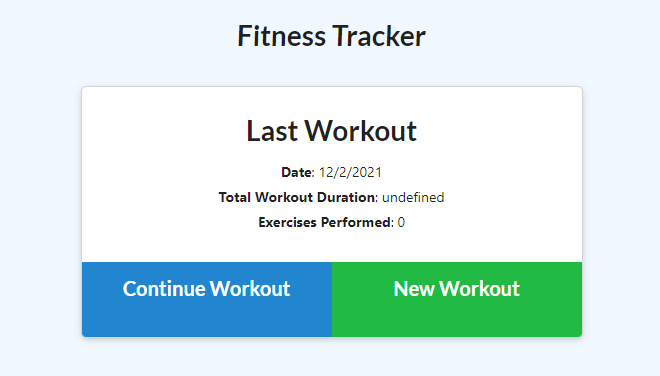 Fitness Tracker
Last Workout
Date: 12/2/2021
Total Workout Duration: undefined
Exercises Performed: 0
Continue Workout
New Workout